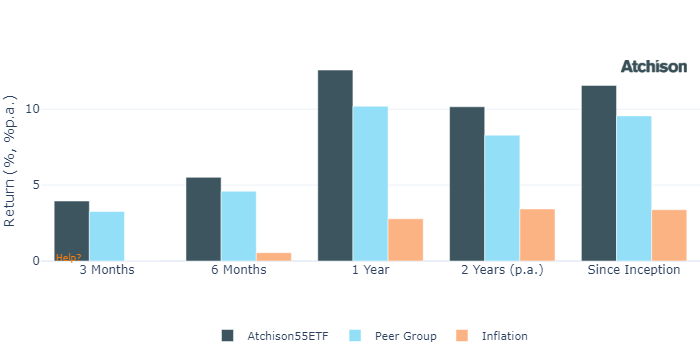 Atchison
Return (%, %p.a.)
10
5
0
Help?
3 Months
6 Months
1 Year
2 Years (p.a.)
Since Inception
Atchison55ETF
Peer Group
Inflation